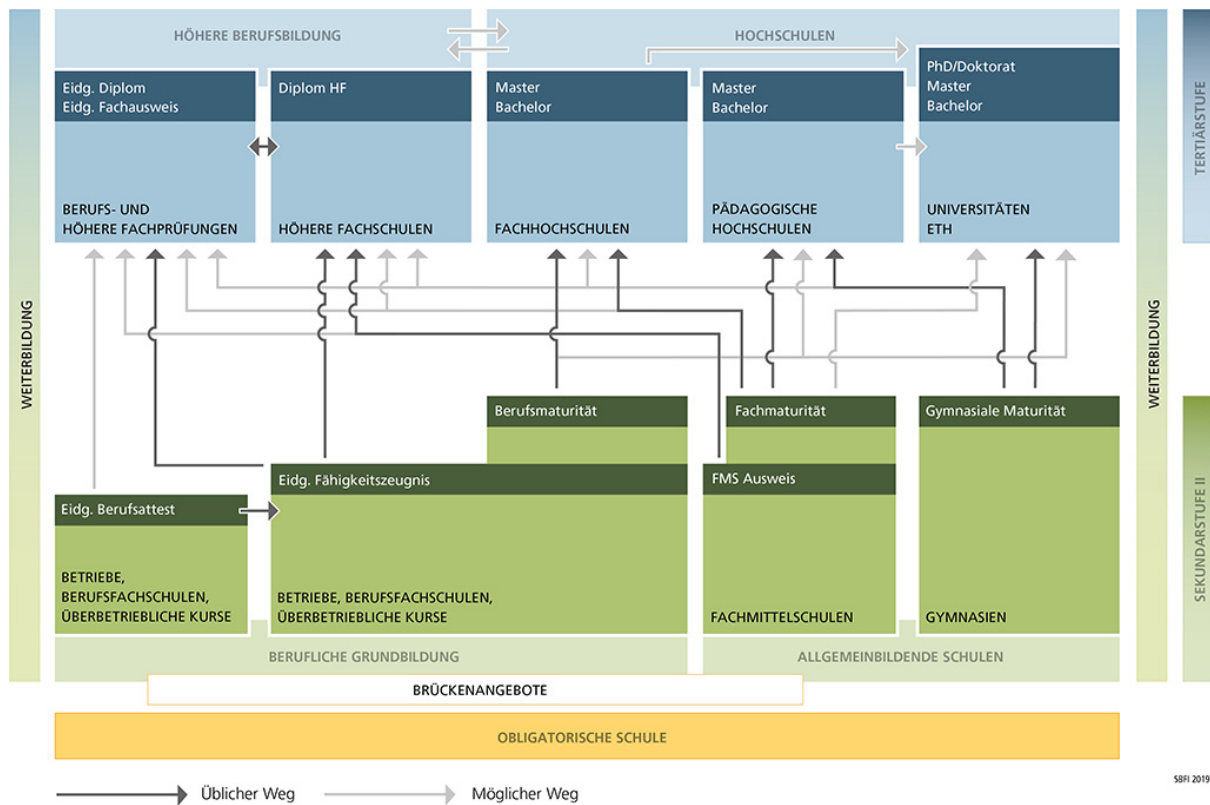 HÖHERE BERUFSBILDUNG
HOCHSCHULEN
Eidg. Diplom
Eidg. Fachausweis
BERUFS- UND
HÖHERE FACHPRÜFUNGEN
Diplom HF
HÖHERE FACHSCHULEN
Master
Bachelor
FACHHOCHSCHULEN
Master
Bachelor
PÄDAGOGISCHE
HOCHSCHULEN
PhD/Doktorat
Master
Bachelor
UNIVERSITÄTEN
ETH
WEITERBILDUNG
WEITERBILDUNG
TERTIÄRSTUFE
SEKUNDARSTUFE II
Berufsmaturität
Fachmaturität
Gymnasiale Maturität
Eidg. Fähigkeitszeugnis
FMS Ausweis
Eidg. Berufsattest
BETRIEBE,
BERUFSFACHSCHULEN,
ÜBERBETRIEBLICHE KURSE
BETRIEBE, BERUFSFACHSCHULEN,
ÜBERBETRIEBLICHE KURSE
FACHMITTELSCHULEN
GYMNASIEN
BERUFLICHE GRUNDBILDUNG
ALLGEMEINBILDENDE SCHULEN
BRÜCKENANGEBOTE
OBLIGATORISCHE SCHULE
Üblicher Weg
Möglicher Weg
SBFI 2019